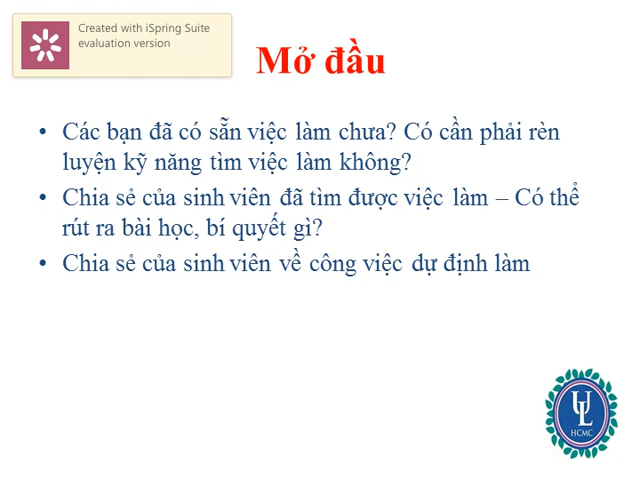 Created with iSpring Suite
evaluation version
Mở đầu
• Các bạn đã có sẵn việc làm chưa? Có cần phải rèn
luyện kỹ năng tìm việc làm không?
• Chia sẻ của sinh viên đã tìm được việc làm – Có thể
rút ra bài học, bí quyết gì?
• Chia sẻ của sinh viên về công việc dự định làm
UL
HCMC